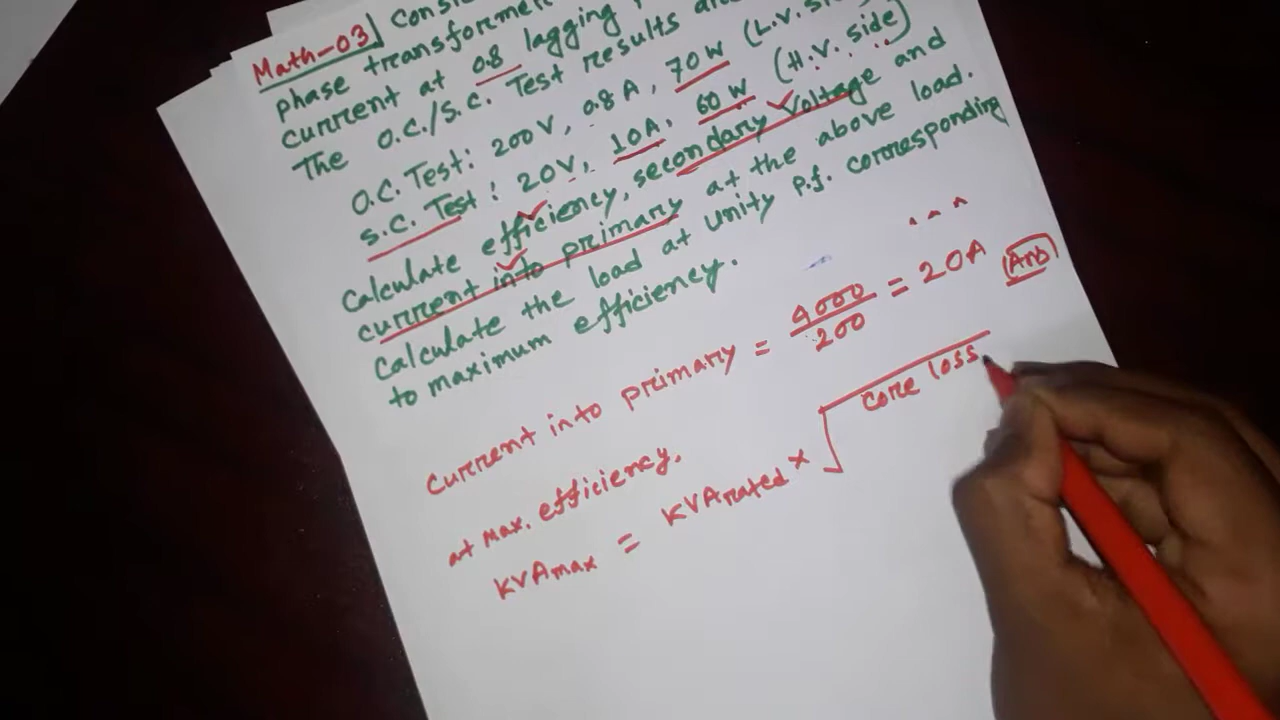 Math-03] Consi
phase transformer
current at 0.8 lagging
The O.C./S.C. Test results are
O.C. Test: 200V, 0.8A, 70W (L.V. side)
S.C. Test: 20V, 10A, 60W (H.V. side)
Calculate efficiency, secondary voltage and
current into primary at the above load.
Calculate the load at unity p.f. corresponding
to maximum efficiency.
Current into primary = 4000/200 = 20A (Ans)
at Max. efficiency.
KVAmax = KVArated × √core loss